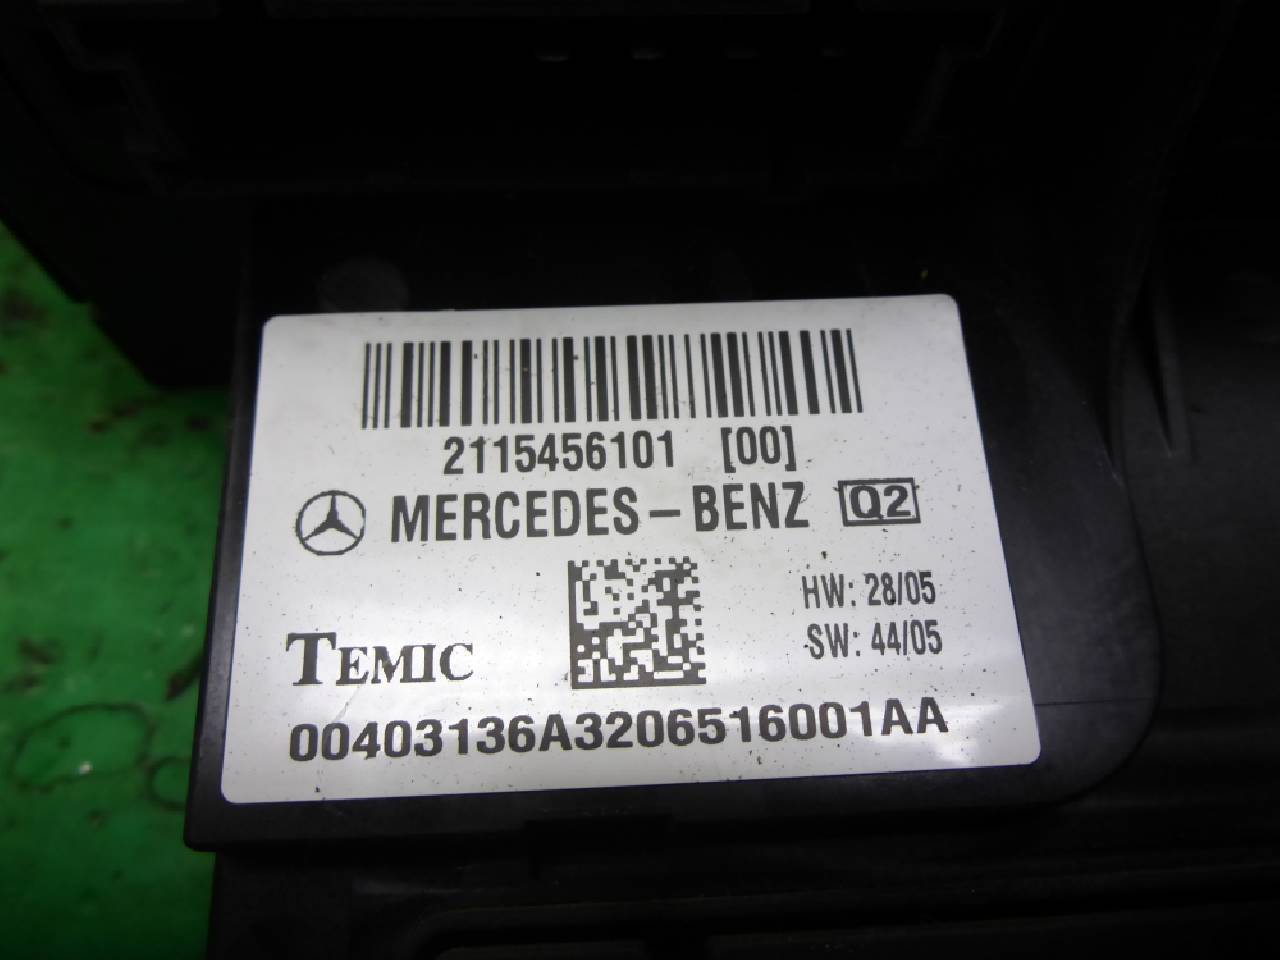 2115456101 [00]
MERCEDES-BENZ Q2
HW: 28/05
SW: 44/05
TEMIC
00403136A3206516001AA